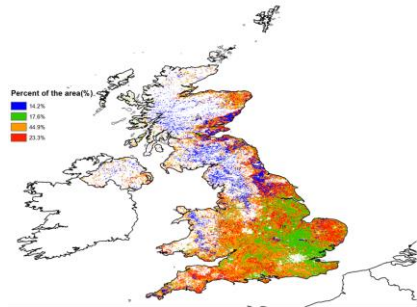 Percent of the area(%)
14.2%
17.6%
44.9%
23.3%